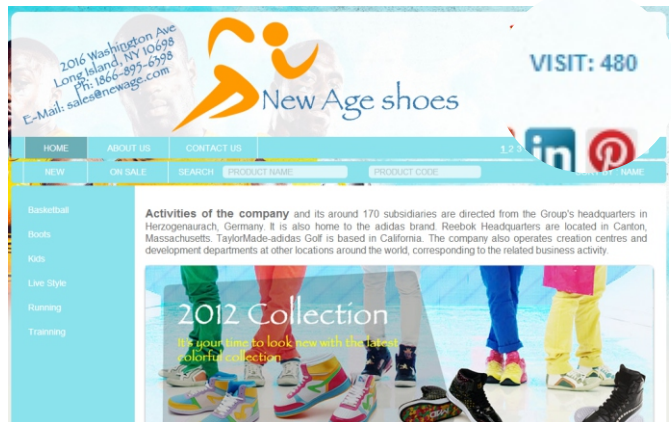 2016 Washington Ave
Long Island, NY 10698
Ph: 1866-895-6398
E-Mail: sales@newage.com
New Age shoes
VISIT: 480
in
HOME ABOUT US CONTACT US
1 2
NEW ON SALE SEARCH PRODUCT NAME PRODUCT CODE NAME
Basketball
Boots
Kids
Live Style
Running
Trainning
Activities of the company and its around 170 subsidiaries are directed from the Group's headquarters in
Herzogenaurach, Germany. It is also home to the adidas brand. Reebok Headquarters are located in Canton,
Massachusetts. TaylorMade-adidas Golf is based in California. The company also operates creation centres and
development departments at other locations around the world, corresponding to the related business activity.
2012 Collection
It's your time to look new with the latest
colorful collection